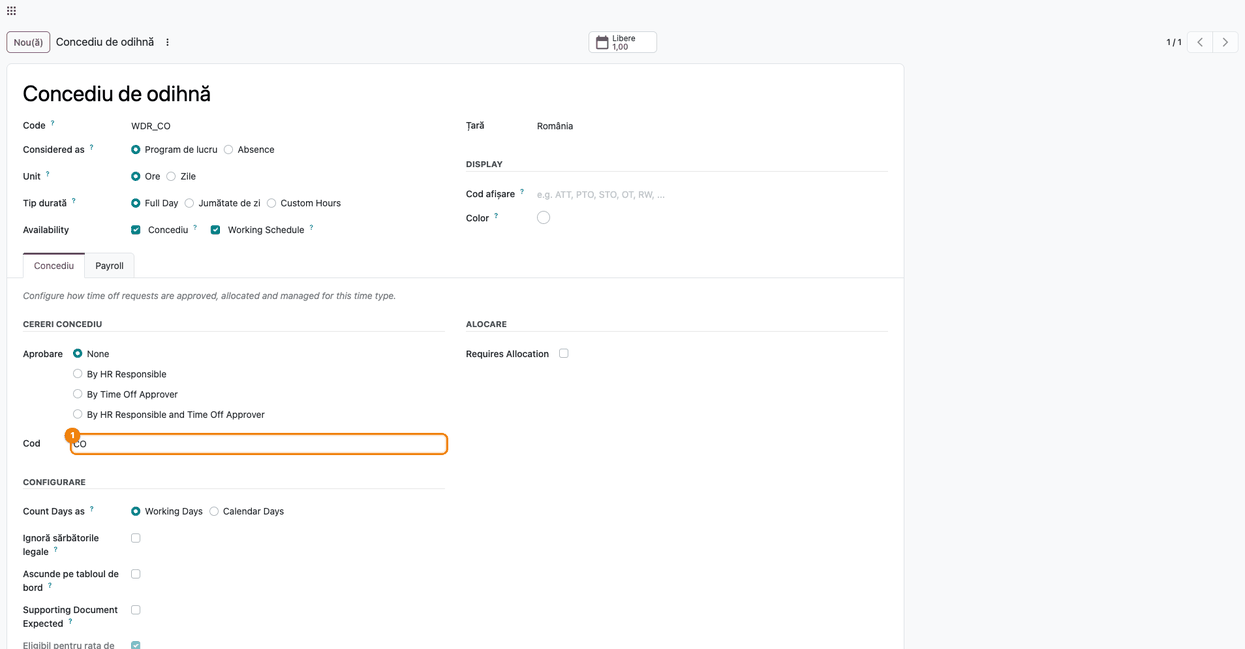 Nou(ă) Concediu de odihnă
Libere
1,00
1 / 1
Concediu de odihnă
Code ? WDR_CO
Țară România
Considered as ? Program de lucru Absence
DISPLAY
Unit ? Ore Zile
Cod afișare ? e.g. ATT, PTO, STO, OT, RW, ...
Tip durată ? Full Day Jumătate de zi Custom Hours
Color ?
Availability Concediu ? Working Schedule ?
Concediu Payroll
Configure how time off requests are approved, allocated and managed for this time type.
CERERI CONCEDIU
ALOCARE
Aprobare None
Requires Allocation
By HR Responsible
By Time Off Approver
By HR Responsible and Time Off Approver
1
Cod CO
CONFIGURARE
Count Days as ? Working Days Calendar Days
Ignoră sărbătorile
legale ?
Ascunde pe tabloul de
bord ?
Supporting Document
Expected ?
Eligibil pentru rata de